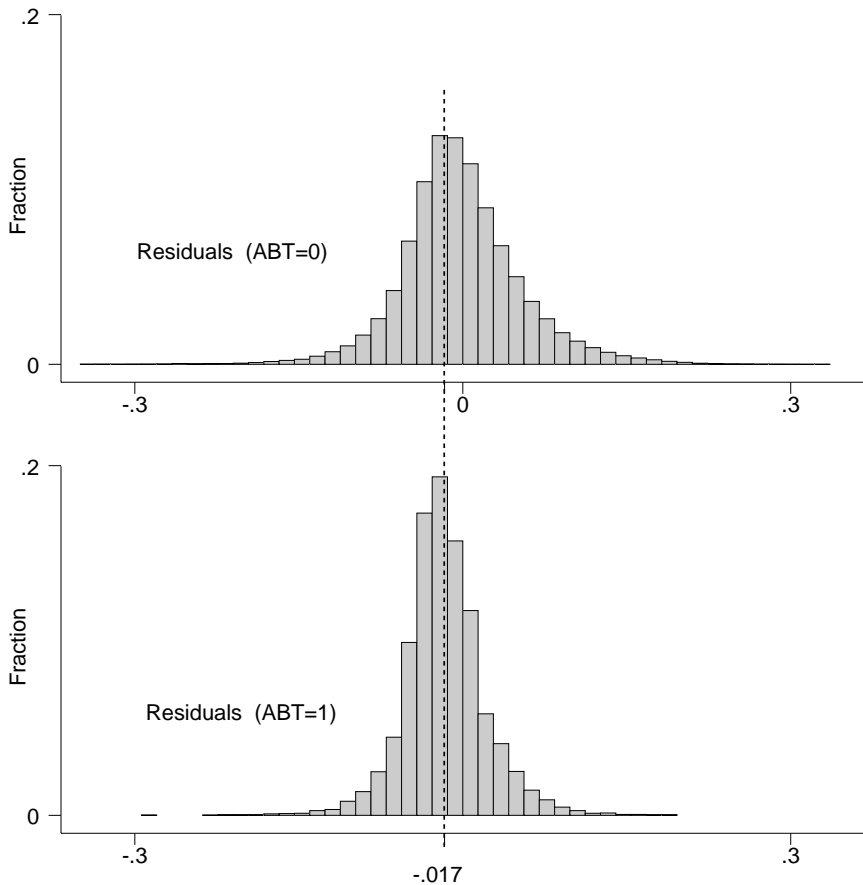 .2
Fraction
Residuals (ABT=0)
0
-.3 0 .3
.2
Fraction
Residuals (ABT=1)
0
-.3 .3
-.017